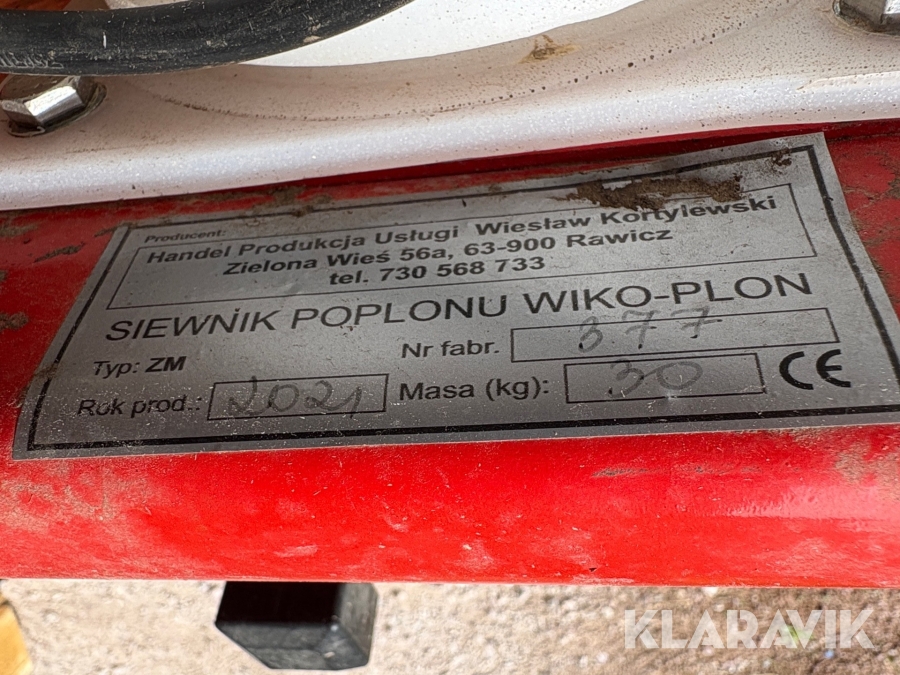 Producent:
Handel Produkcja Usługi Wiesław Kortylewski
Zielona Wieś 56a, 63-900 Rawicz
tel. 730 568 733
SIEWNIK POPLONU WIKO-PLON
Typ: ZM
Nr fabr. 377
Rok prod.: 2021
Masa (kg): 30
CE
KLARAVIK